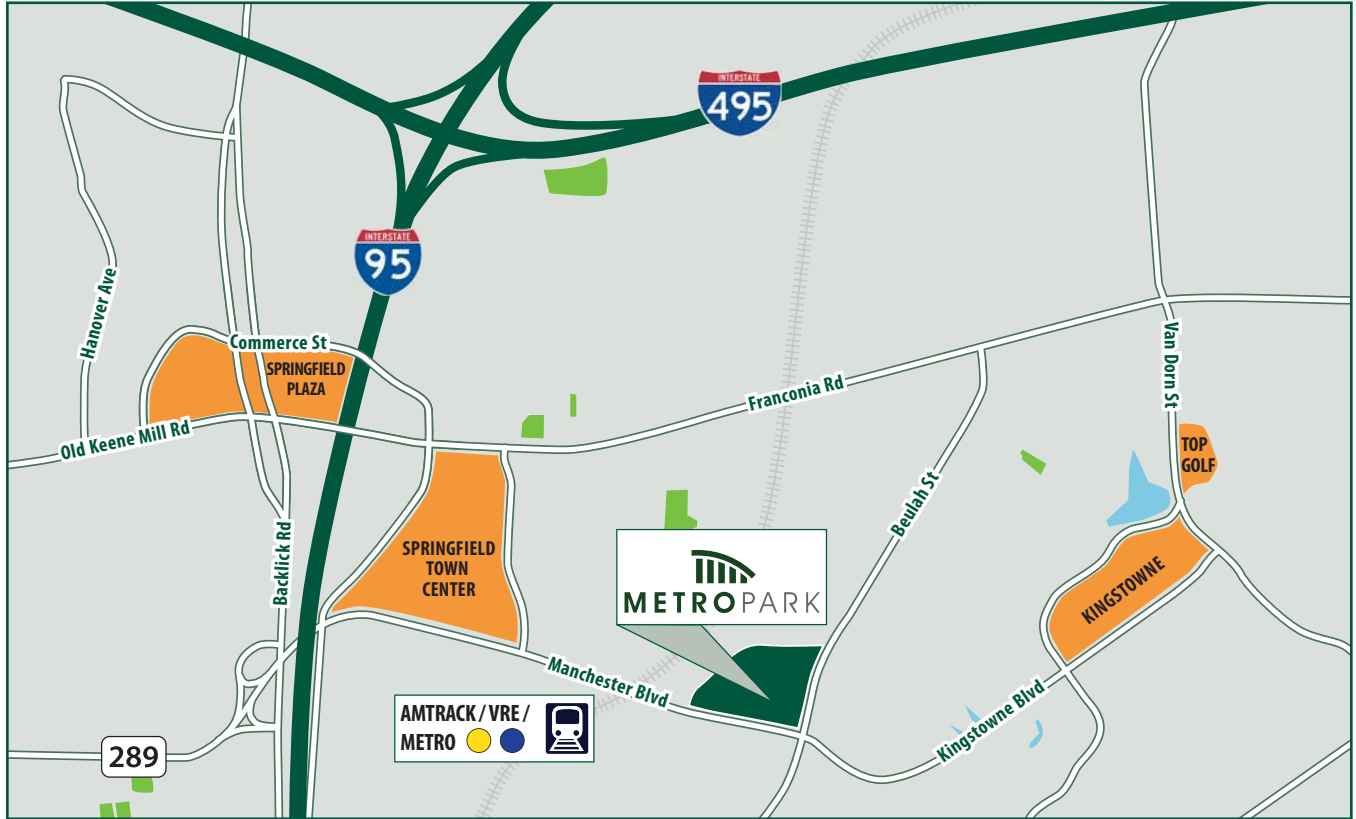 INTERSTATE
495
INTERSTATE
95
Hanover Ave
Commerce St
SPRINGFIELD
PLAZA
Old Keene Mill Rd
Franconia Rd
Van Dorn St
TOP
GOLF
Backlick Rd
SPRINGFIELD
TOWN
CENTER
Beulah St
METROPARK
KINGSTOWNE
Manchester Blvd
Kingstowne Blvd
AMTRACK / VRE /
METRO
289